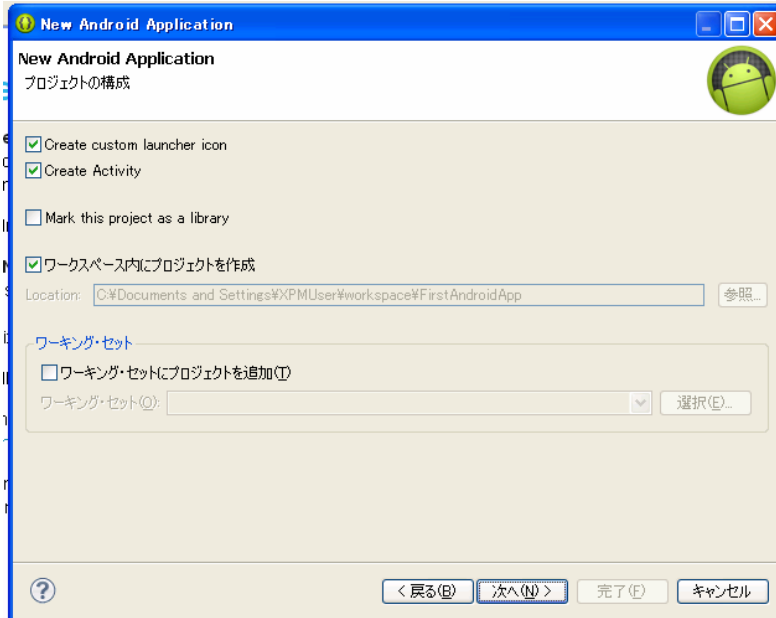 New Android Application
New Android Application
プロジェクトの構成
Create custom launcher icon
Create Activity
Mark this project as a library
ワークスペース内にプロジェクトを作成
Location: C:¥Documents and Settings¥XPMUser¥workspace¥FirstAndroidApp 参照...
ワーキング・セット
ワーキング・セットにプロジェクトを追加(T)
ワーキング・セット(O): 選択(E)...
< 戻る(B) 次へ(N) > 完了(F) キャンセル